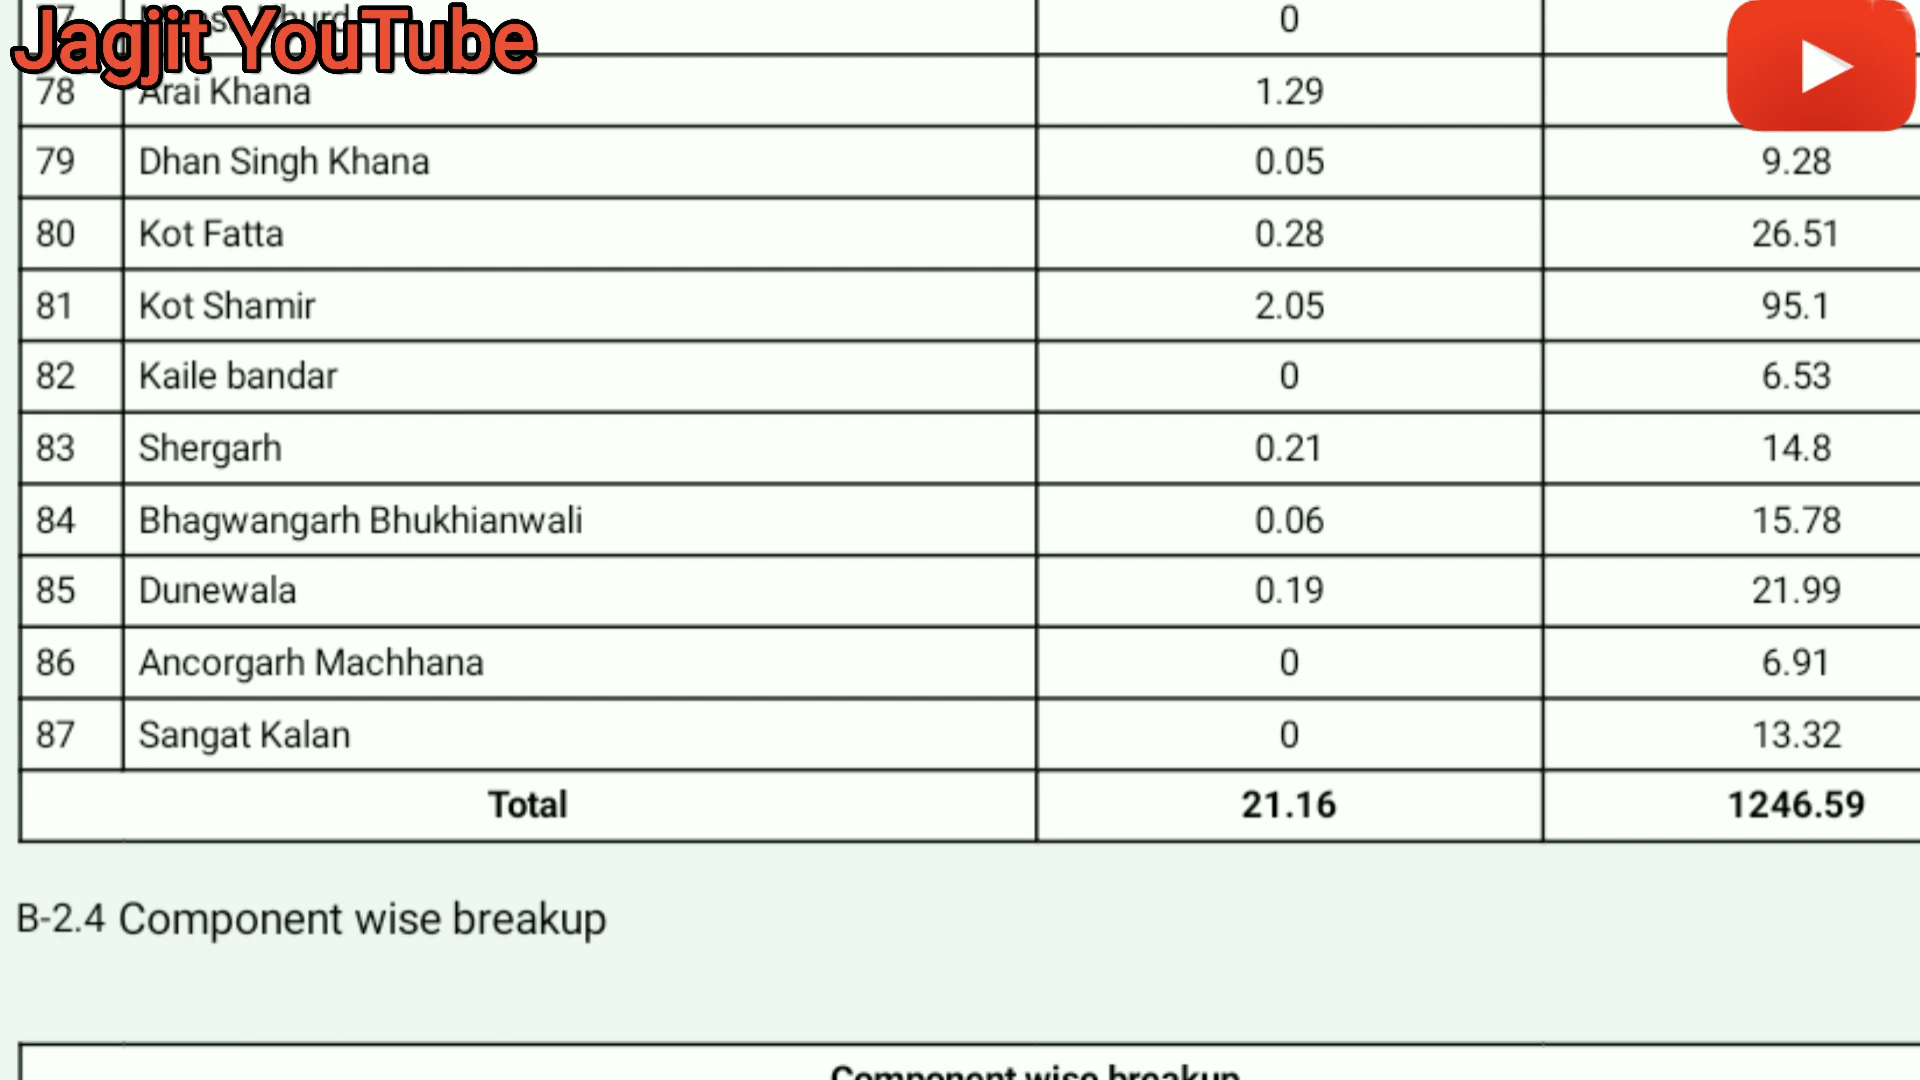 Jagjit YouTube
0
78 Arai Khana 1.29
79 Dhan Singh Khana 0.05 9.28
80 Kot Fatta 0.28 26.51
81 Kot Shamir 2.05 95.1
82 Kaile bandar 0 6.53
83 Shergarh 0.21 14.8
84 Bhagwangarh Bhukhianwali 0.06 15.78
85 Dunewala 0.19 21.99
86 Ancorgarh Machhana 0 6.91
87 Sangat Kalan 0 13.32
Total 21.16 1246.59
B-2.4 Component wise breakup
Component wise breakup